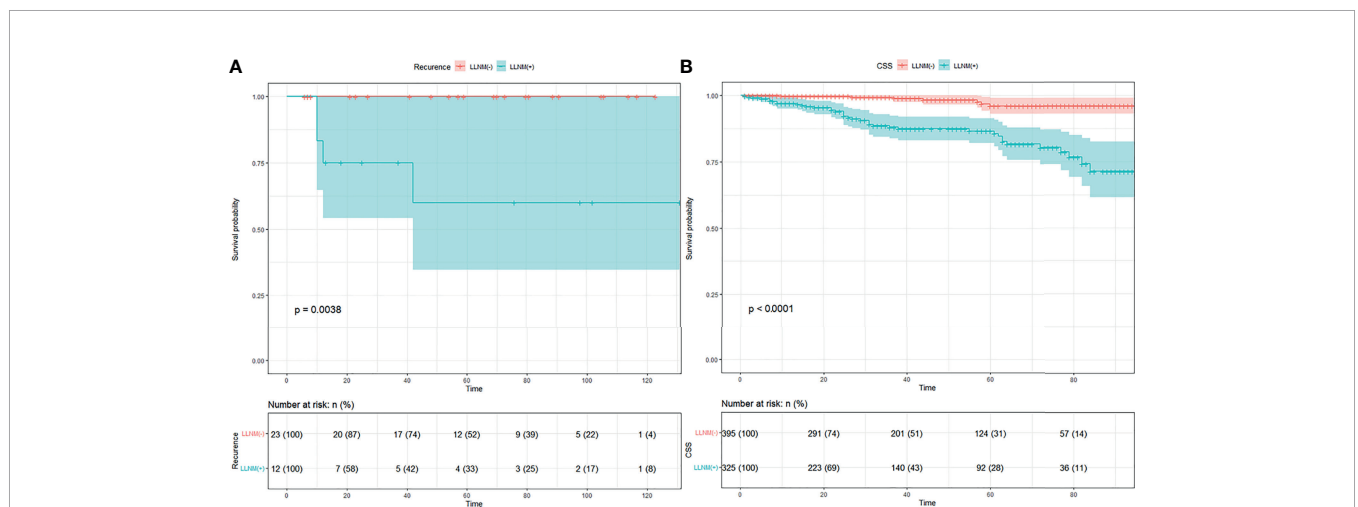 A
Recurence LLNM(-) LLNM(+)
1.00
0.75
0.50
0.25
0.00
Survival probability
p = 0.0038
0 20 40 60 80 100 120
Time
Number at risk: n (%)
Recurence
LLNM(-) 23 (100) 20 (87) 17 (74) 12 (52) 9 (39) 5 (22) 1 (4)
LLNM(+) 12 (100) 7 (58) 5 (42) 4 (33) 3 (25) 2 (17) 1 (8)
0 20 40 60 80 100 120
Time
B
CSS LLNM(-) LLNM(+)
1.00
0.75
0.50
0.25
0.00
Survival probability
p < 0.0001
0 20 40 60 80
Time
Number at risk: n (%)
CSS
LLNM(-) 395 (100) 291 (74) 201 (51) 124 (31) 57 (14)
LLNM(+) 325 (100) 223 (69) 140 (43) 92 (28) 36 (11)
0 20 40 60 80
Time